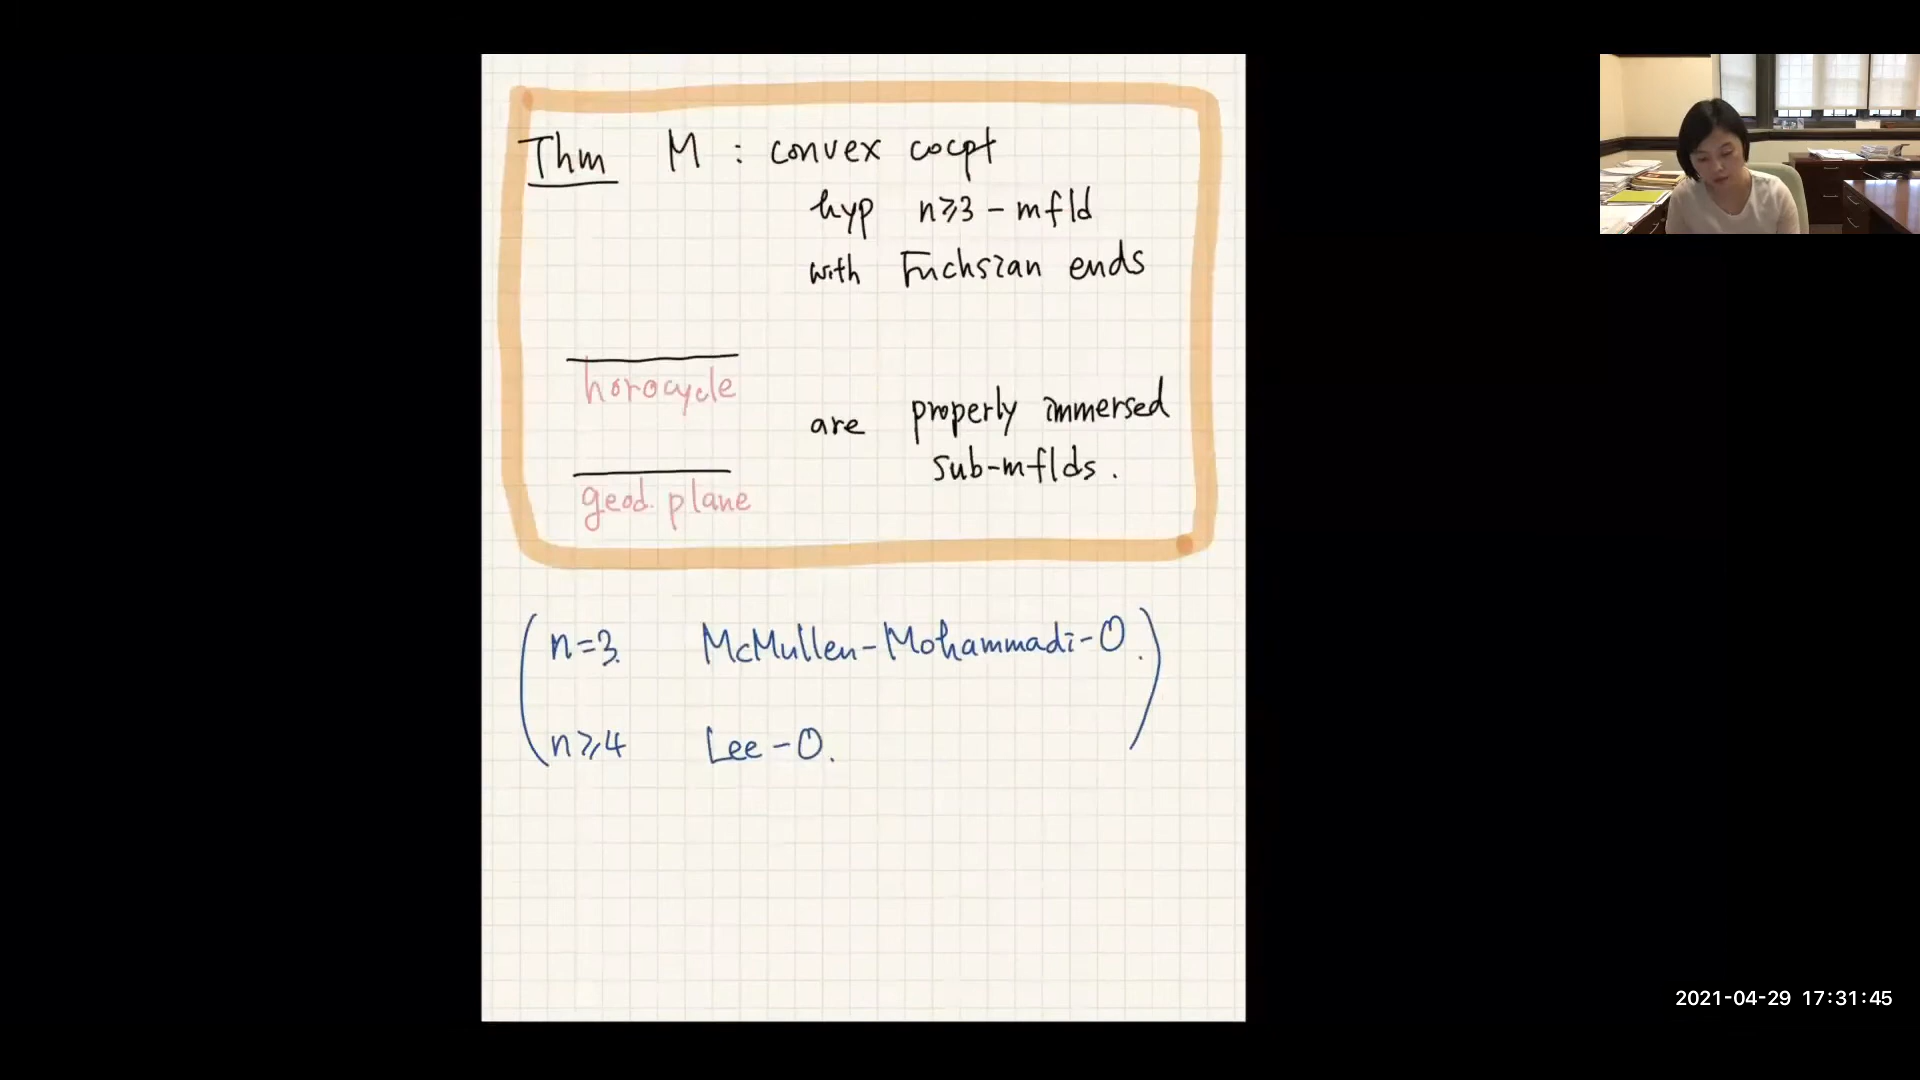 Thm M : convex cocpt
hyp n≥3-mfld
with Fuchsian ends
horocycle
are properly immersed
sub-mflds.
geod. plane
n=3. McMullen-Mohammadi-O.
n≥4 Lee-O.
2021-04-29 17:31:45